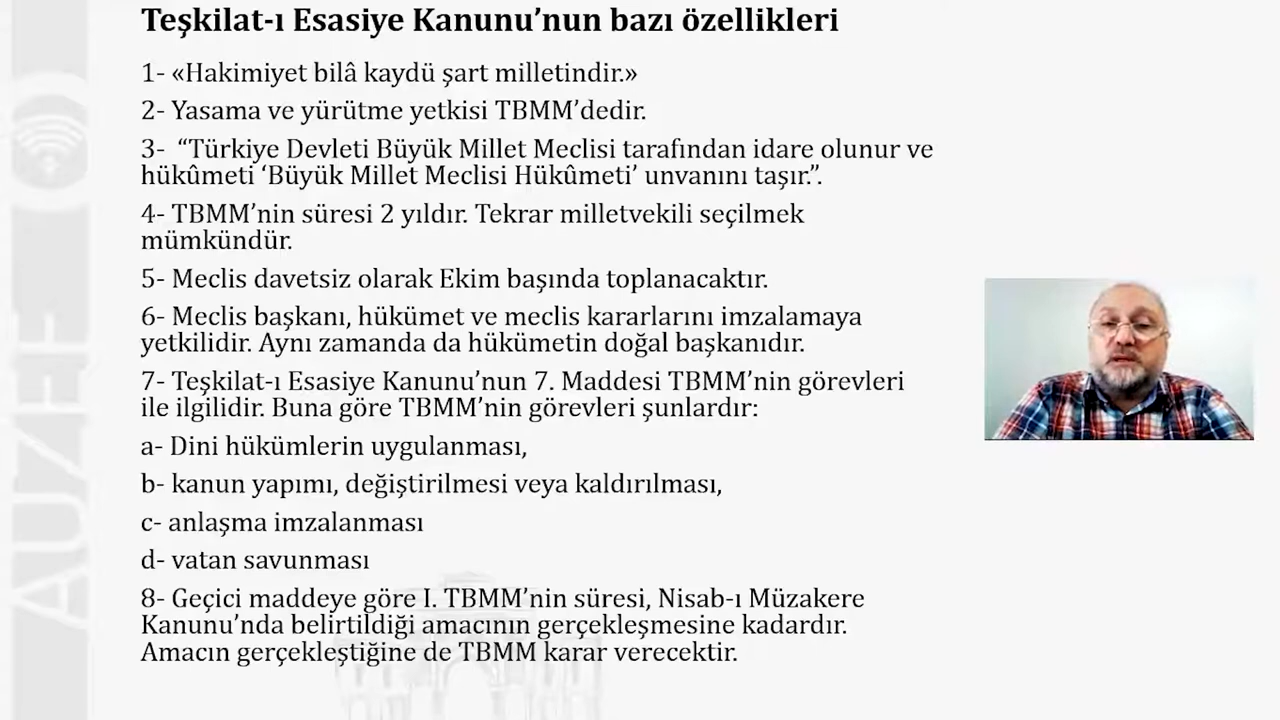 Teşkilat-ı Esasiye Kanunu’nun bazı özellikleri
1- «Hakimiyet bilâ kaydü şart milletindir.»
2- Yasama ve yürütme yetkisi TBMM’dedir.
3- “Türkiye Devleti Büyük Millet Meclisi tarafından idare olunur ve
hükûmeti ‘Büyük Millet Meclisi Hükûmeti’ unvanını taşır.”.
4- TBMM’nin süresi 2 yıldır. Tekrar milletvekili seçilmek
mümkündür.
5- Meclis davetsiz olarak Ekim başında toplanacaktır.
6- Meclis başkanı, hükümet ve meclis kararlarını imzalamaya
yetkilidir. Aynı zamanda da hükümetin doğal başkanıdır.
7- Teşkilat-ı Esasiye Kanunu’nun 7. Maddesi TBMM’nin görevleri
ile ilgilidir. Buna göre TBMM’nin görevleri şunlardır:
a- Dini hükümlerin uygulanması,
b- kanun yapımı, değiştirilmesi veya kaldırılması,
c- anlaşma imzalanması
d- vatan savunması
8- Geçici maddeye göre I. TBMM’nin süresi, Nisab-ı Müzakere
Kanunu’nda belirtildiği amacının gerçekleşmesine kadardır.
Amacın gerçekleştiğine de TBMM karar verecektir.
AUZEF